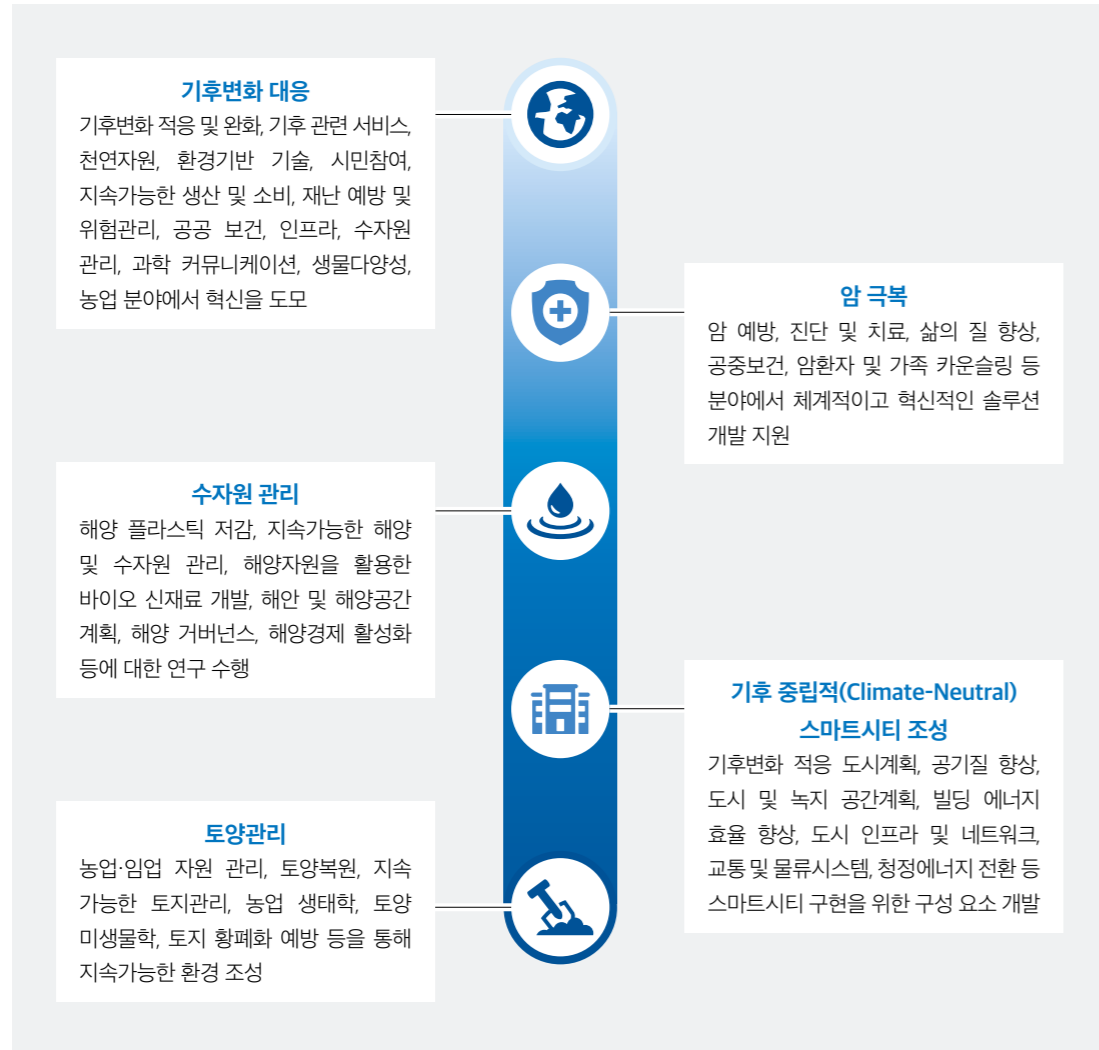 기후변화 대응
기후변화 적응 및 완화, 기후 관련 서비스,
천연자원, 환경기반 기술, 시민참여,
지속가능한 생산 및 소비, 재난 예방 및
위험관리, 공공 보건, 인프라, 수자원
관리, 과학 커뮤니케이션, 생물다양성,
농업 분야에서 혁신을 도모
암 극복
암 예방, 진단 및 치료, 삶의 질 향상,
공중보건, 암환자 및 가족 카운슬링 등
분야에서 체계적이고 혁신적인 솔루션
개발 지원
수자원 관리
해양 플라스틱 저감, 지속가능한 해양
및 수자원 관리, 해양자원을 활용한
바이오 신재료 개발, 해안 및 해양공간
계획, 해양 거버넌스, 해양경제 활성화
등에 대한 연구 수행
기후 중립적(Climate-Neutral)
스마트시티 조성
기후변화 적응 도시계획, 공기질 향상,
도시 및 녹지 공간계획, 빌딩 에너지
효율 향상, 도시 인프라 및 네트워크,
교통 및 물류시스템, 청정에너지 전환 등
스마트시티 구현을 위한 구성 요소 개발
토양관리
농업·임업 자원 관리, 토양복원, 지속
가능한 토지관리, 농업 생태학, 토양
미생물학, 토지 황폐화 예방 등을 통해
지속가능한 환경 조성